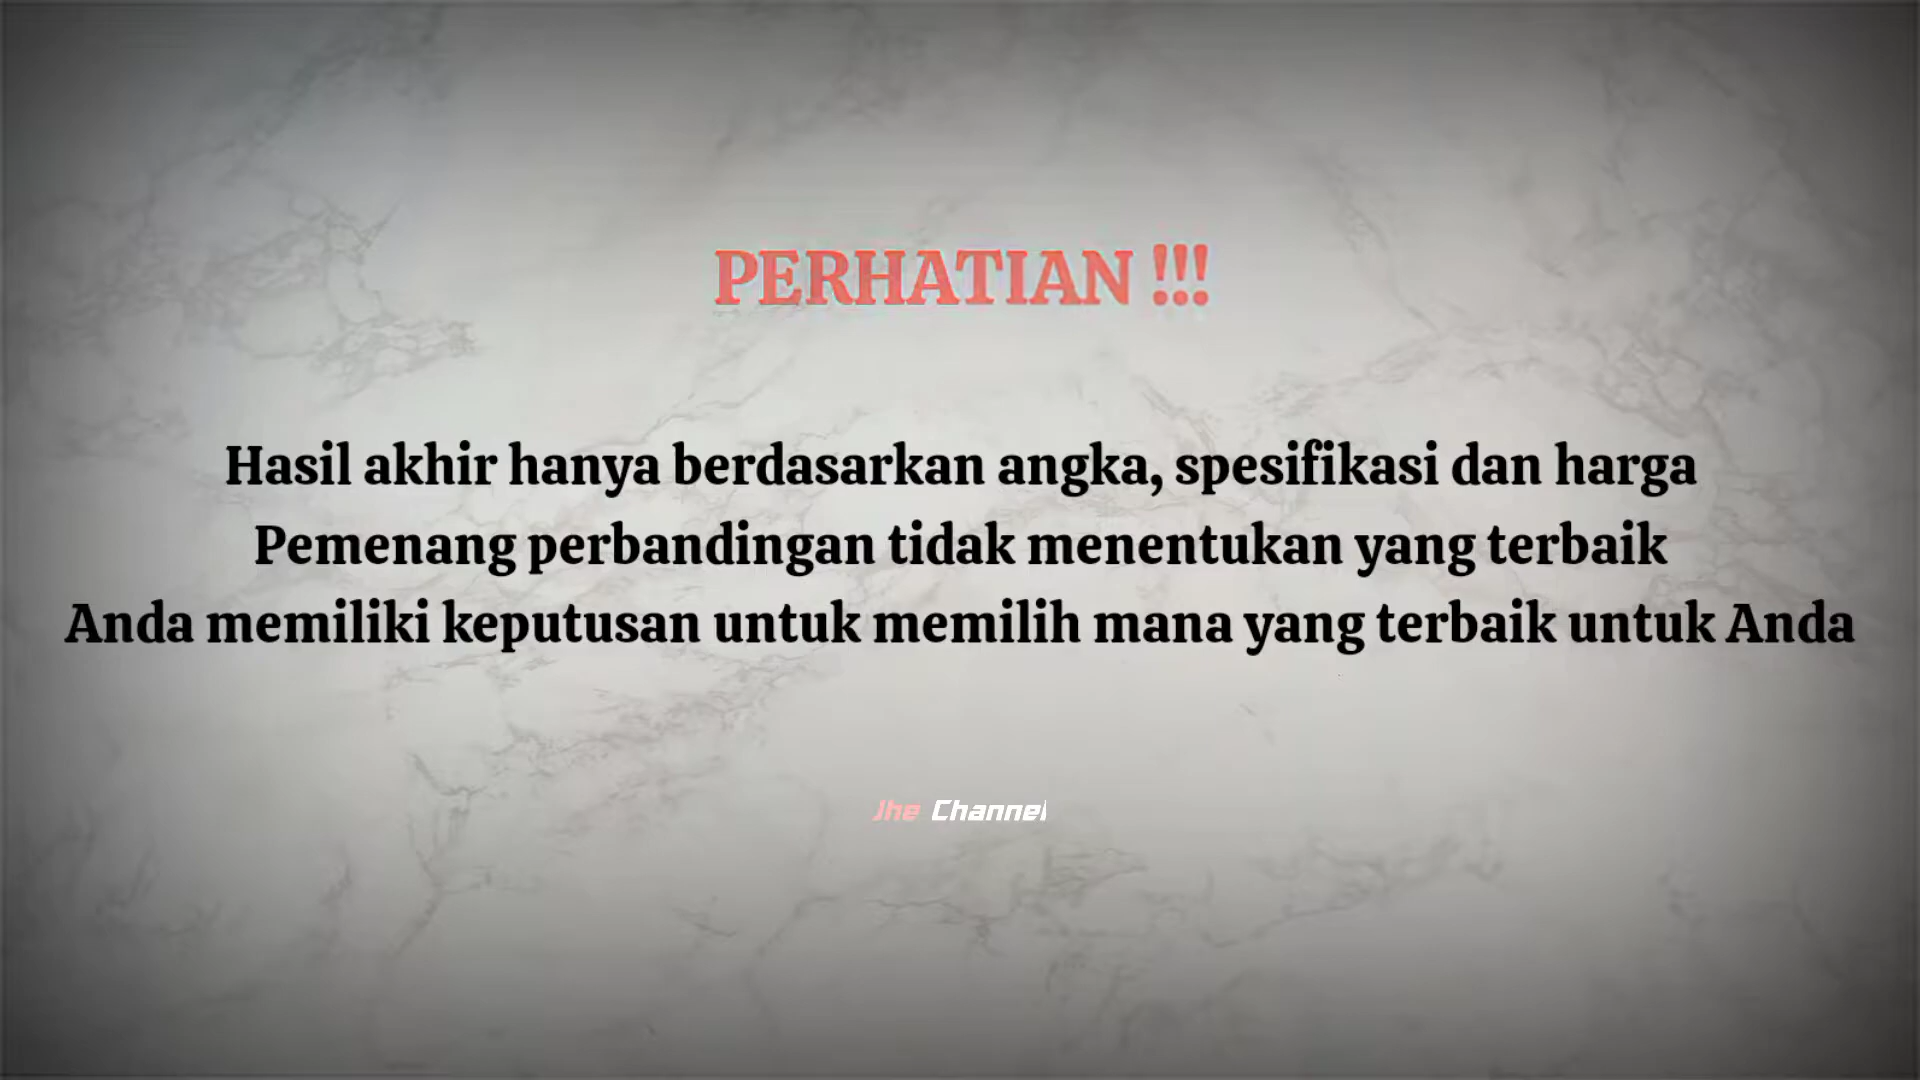 PERHATIAN !!!
Hasil akhir hanya berdasarkan angka, spesifikasi dan harga
Pemenang perbandingan tidak menentukan yang terbaik
Anda memiliki keputusan untuk memilih mana yang terbaik untuk Anda
Jhe Channel